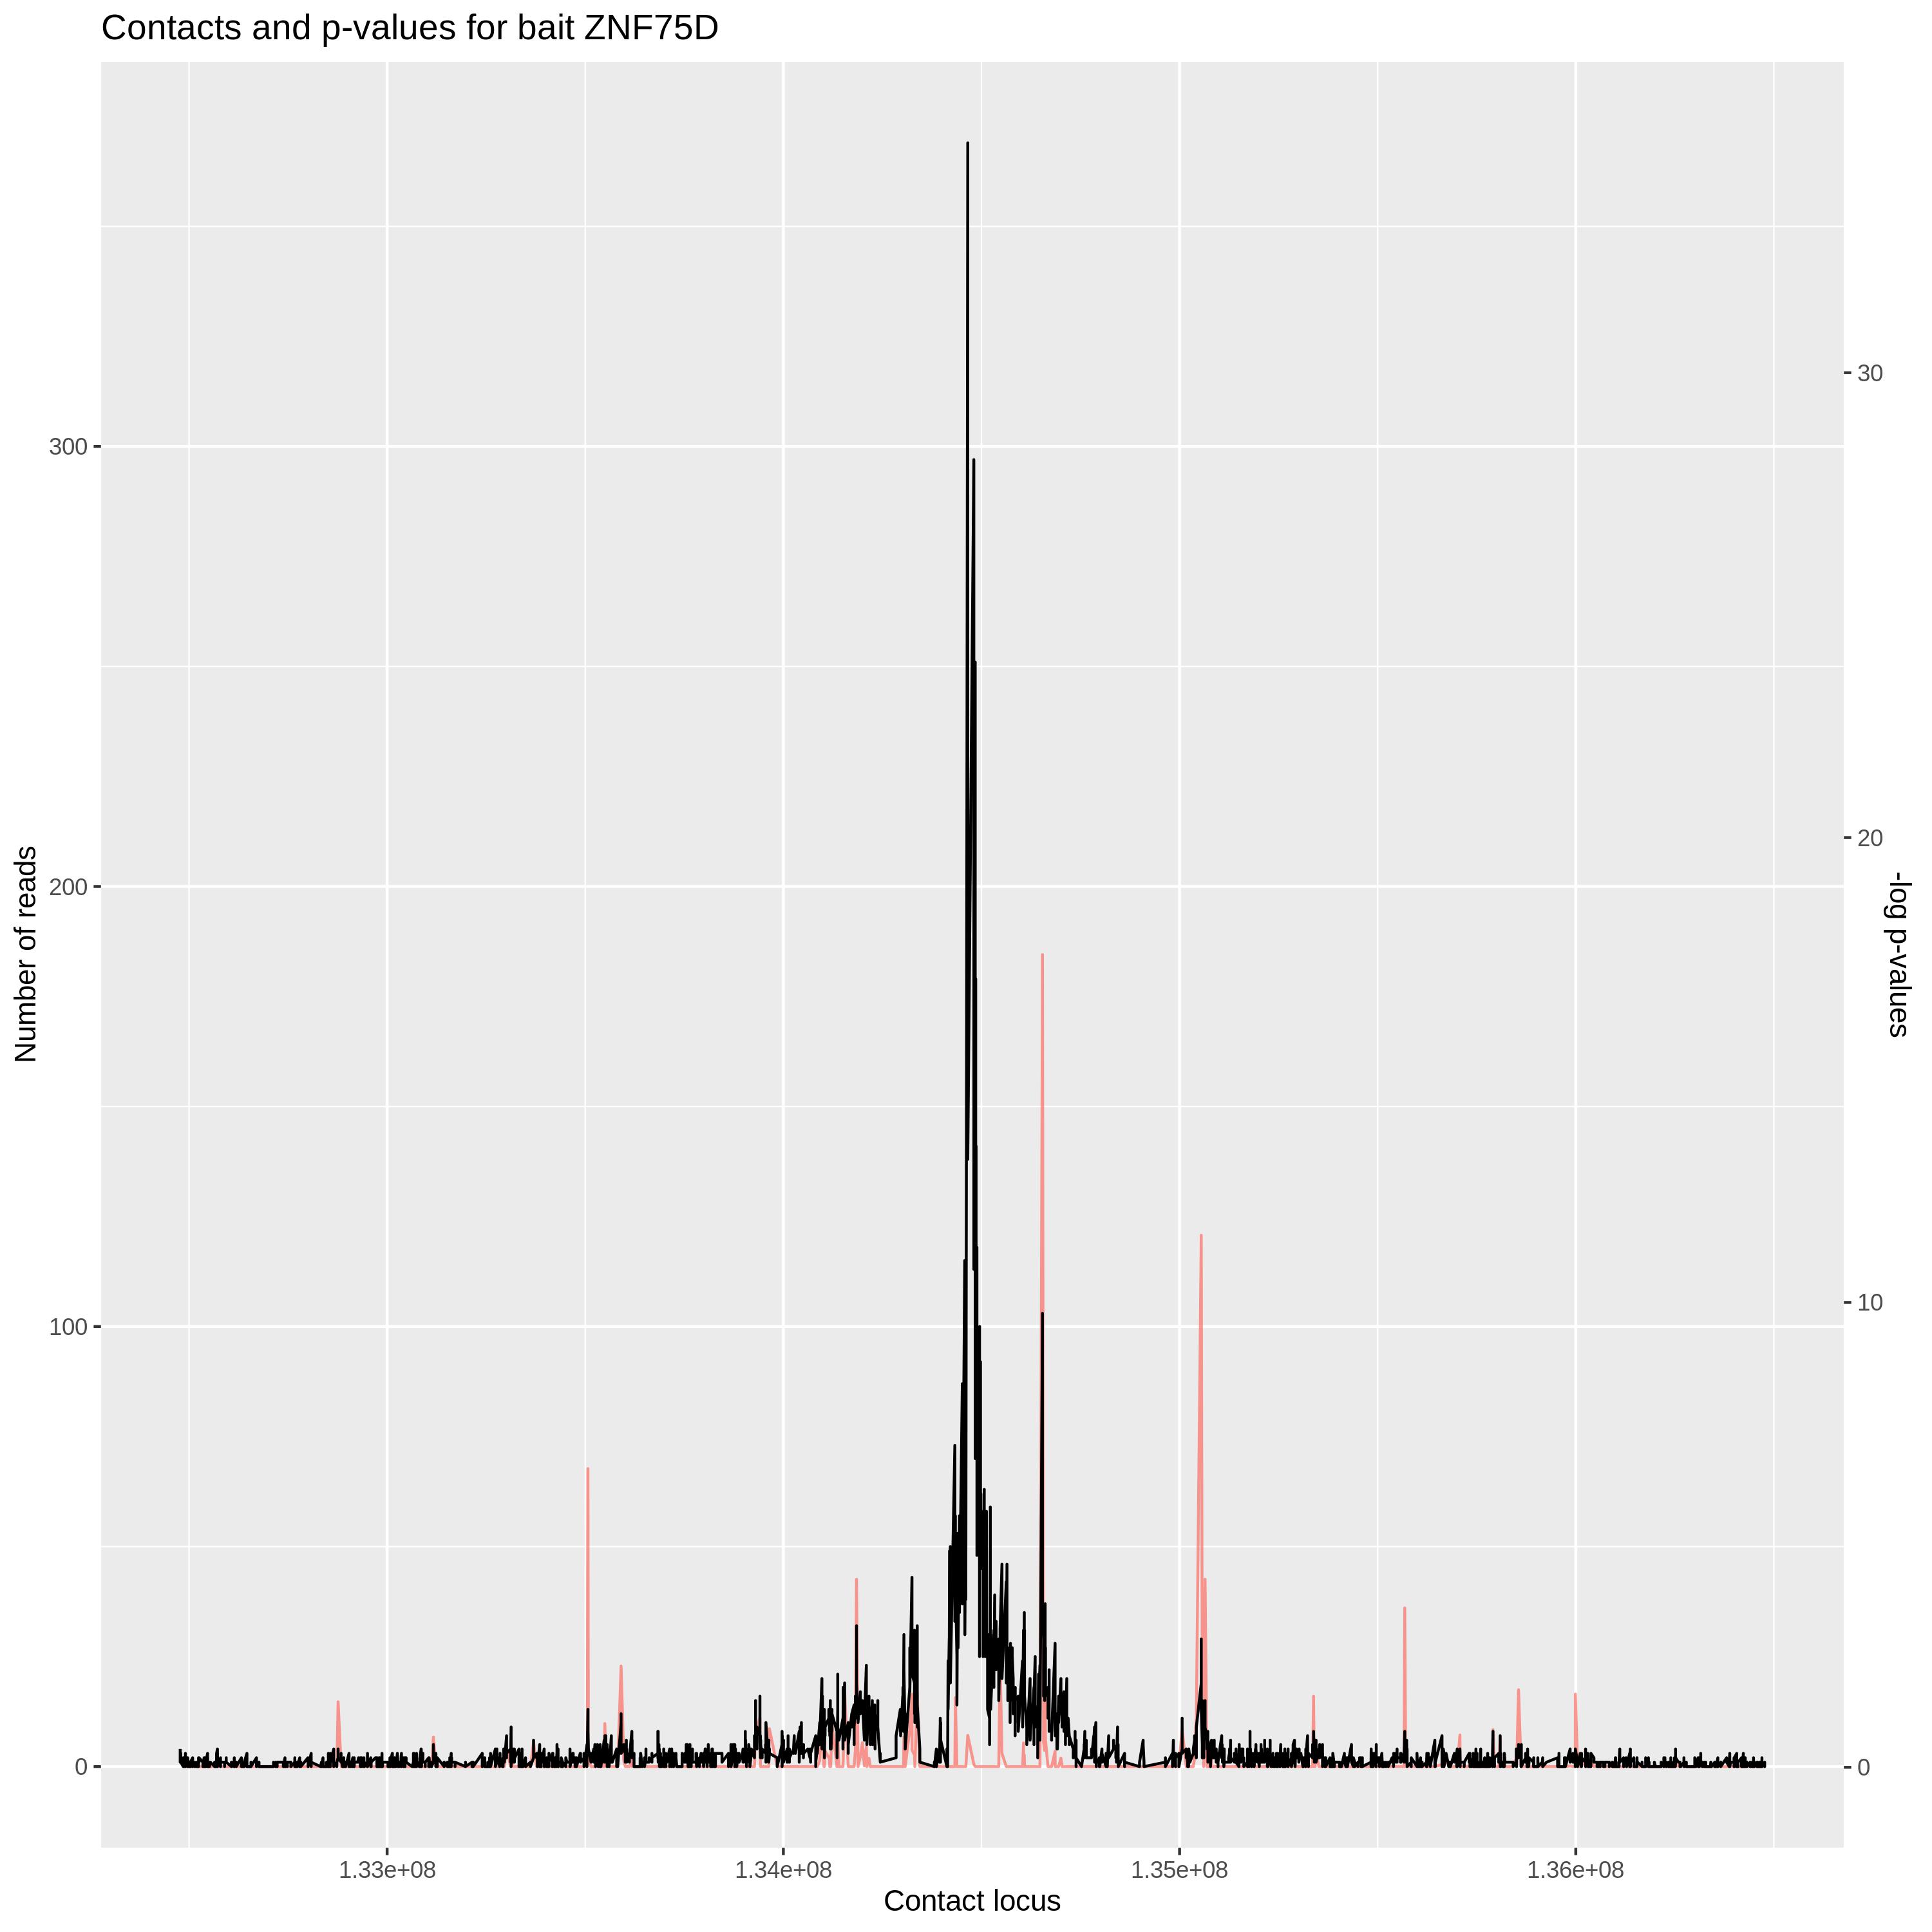 Contacts and p-values for bait ZNF75D
Number of reads
300
200
100
0
30
20
10
0
-log p-values
1.33e+08 1.34e+08 1.35e+08 1.36e+08
Contact locus